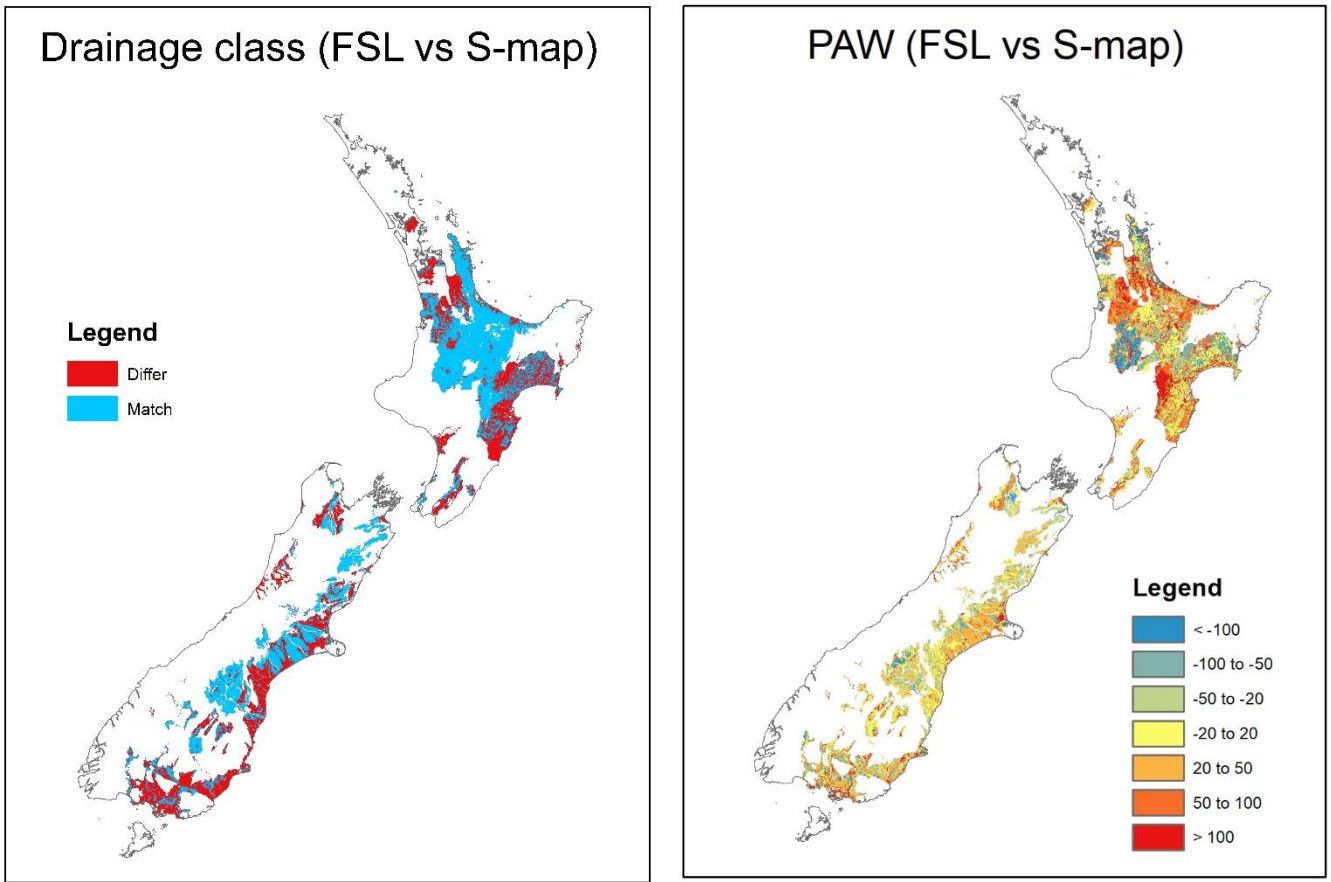 Drainage class (FSL vs S-map)
Legend
Differ
Match
PAW (FSL vs S-map)
Legend
< -100
-100 to -50
-50 to -20
-20 to 20
20 to 50
50 to 100
> 100